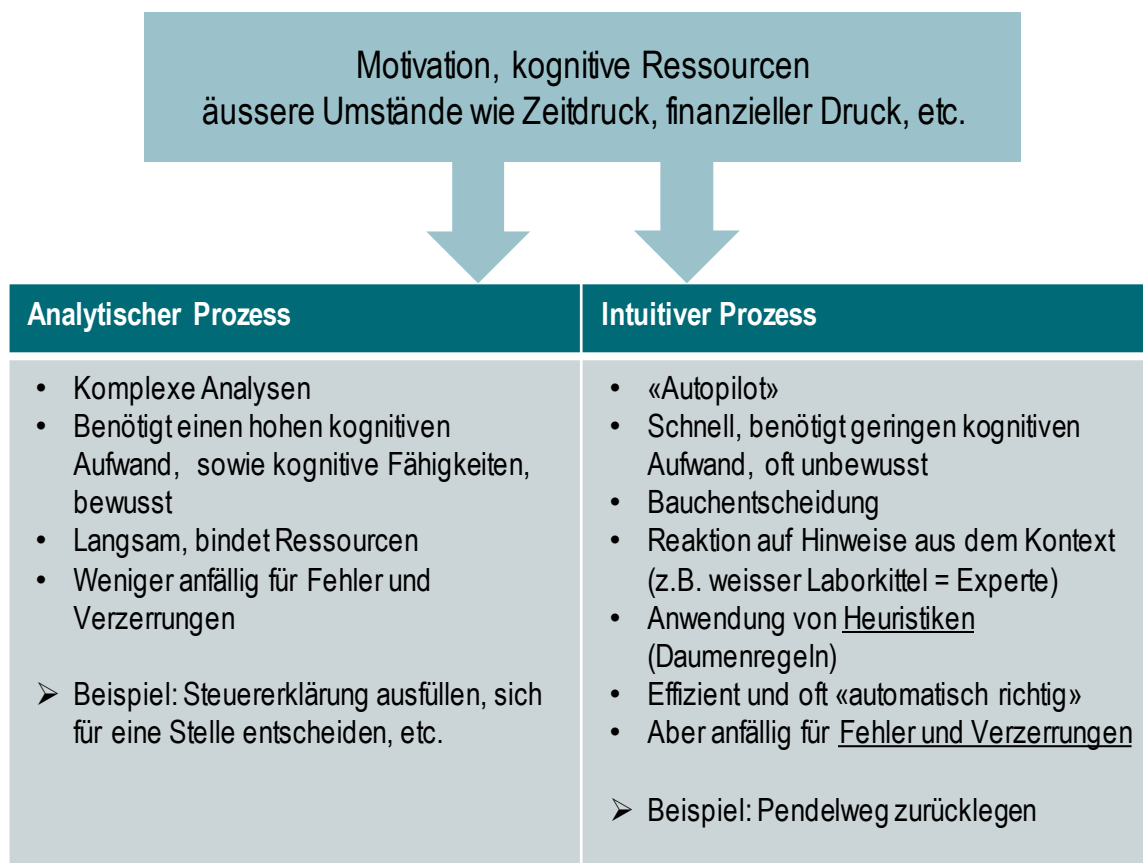 Motivation, kognitive Ressourcen
äussere Umstände wie Zeitdruck, finanzieller Druck, etc.
Analytischer Prozess
• Komplexe Analysen
• Benötigt einen hohen kognitiven
Aufwand, sowie kognitive Fähigkeiten,
bewusst
• Langsam, bindet Ressourcen
• Weniger anfällig für Fehler und
Verzerrungen
➢ Beispiel: Steuererklärung ausfüllen, sich
für eine Stelle entscheiden, etc.
Intuitiver Prozess
• «Autopilot»
• Schnell, benötigt geringen kognitiven
Aufwand, oft unbewusst
• Bauchentscheidung
• Reaktion auf Hinweise aus dem Kontext
(z.B. weisser Laborkittel = Experte)
• Anwendung von Heuristiken
(Daumenregeln)
• Effizient und oft «automatisch richtig»
• Aber anfällig für Fehler und Verzerrungen
➢ Beispiel: Pendelweg zurücklegen